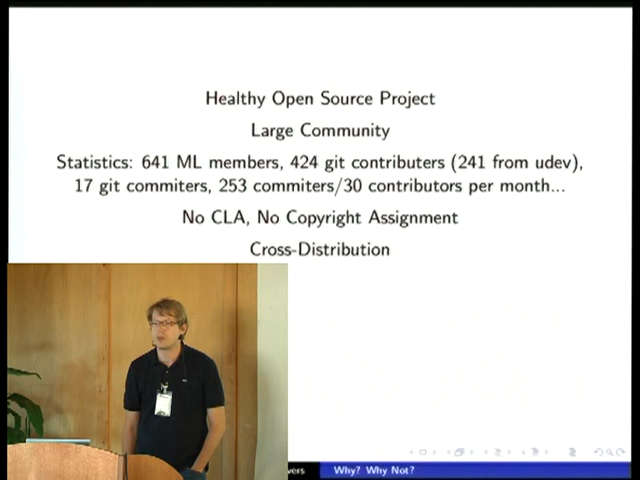 Healthy Open Source Project
Large Community
Statistics: 641 ML members, 424 git contributers (241 from udev),
17 git commiters, 253 commiters/30 contributors per month...
No CLA, No Copyright Assignment
Cross-Distribution
vers Why? Why Not?